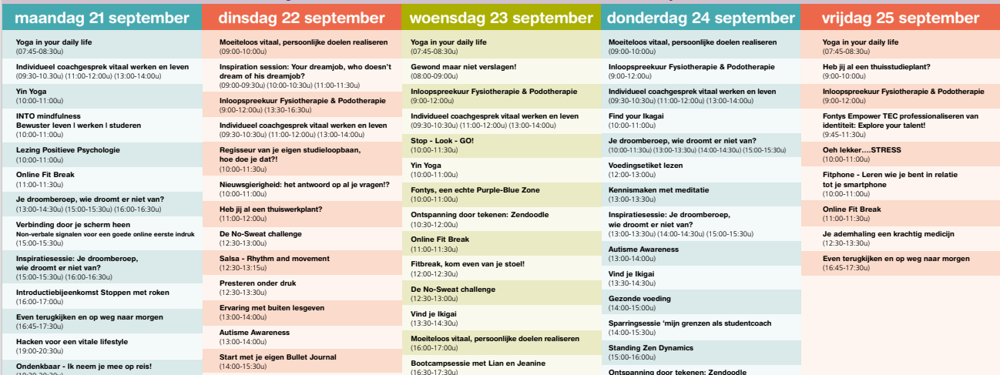 maandag 21 september
Yoga in your daily life
(07:45-08:30u)
Individueel coachgesprek vitaal werken en leven
(09:30-10.30u) (11:00-12:00u) (13:00-14:00u)
Yin Yoga
(10:00-11:00u)
INTO mindfulness
Bewuster leven I werken I studeren
(10:00-11:00u)
Lezing Positieve Psychologie
(10:00-11:00u)
Online Fit Break
(11:00-11:30u)
Je droomberoep, wie droomt er niet van?
(13:00-14:30u) (15:00-15:30u) (16:00-16:30u)
Verbinding door je scherm heen
Non-verbale signalen voor een goede online eerste indruk
(15:00-15:30u)
Inspiratiesessie: Je droomberoep,
wie droomt er niet van?
(15:00-15:30u) (16:00-16:30u)
Introductiebijeenkomst Stoppen met roken
(16:00-17:00u)
Even terugkijken en op weg naar morgen
(16:45-17:30u)
Hacken voor een vitale lifestyle
(19:00-20:30u)
Ondenkbaar - Ik neem je mee op reis!
dinsdag 22 september
Moeiteloos vitaal, persoonlijke doelen realiseren
(09:00-10:00u)
Inspiration session: Your dreamjob, who doesn't
dream of his dreamjob?
(09:00-09:30u) (10:00-10:30u) (11:00-11:30u)
Inloopspreekuur Fysiotherapie & Podotherapie
(9:00-12:00u) (13:30-16:30u)
Individueel coachgesprek vitaal werken en leven
(09:30-10:30u) (11:00-12:00u) (13:00-14:00u)
Regisseur van je eigen studieloopbaan,
hoe doe je dat?!
(10:00-11:30u)
Nieuwsgierigheid: het antwoord op al je vragen!?
(10:00-11:00u)
Heb jij al een thuiswerkplant?
(11:00-12:00u)
De No-Sweat challenge
(12:30-13:00u)
Salsa - Rhythm and movement
(12:30-13:15u)
Presteren onder druk
(12:30-13:30u)
Ervaring met buiten lesgeven
(13:00-14:00u)
Autisme Awareness
(13:00-14:00u)
Start met je eigen Bullet Journal
(14:00-15:30u)
woensdag 23 september
Yoga in your daily life
(07:45-08:30u)
Gewond maar niet verslagen!
(08:00-09:00u)
Inloopspreekuur Fysiotherapie & Podotherapie
(9:00-12:00u)
Individueel coachgesprek vitaal werken en leven
(09:30-10:30u) (11:00-12:00u) (13:00-14:00u)
Stop - Look - GO!
(10:00-11:30u)
Yin Yoga
(10:00-11:00u)
Fontys, een echte Purple-Blue Zone
(10:00-11:00u)
Ontspanning door tekenen: Zendoodle
(10:30-12:00u)
Online Fit Break
(11:00-11:30u)
Fitbreak, kom even van je stoel!
(12:00-12:30u)
De No-Sweat challenge
(12:30-13:00u)
Vind je Ikigai
(13:30-14:30u)
Moeiteloos vitaal, persoonlijke doelen realiseren
(16:00-17:00u)
Bootcampsessie met Lian en Jeanine
(16:30-17:30u)
donderdag 24 september
Moeiteloos vitaal, persoonlijke doelen realiseren
(09:00-10:00u)
Inloopspreekuur Fysiotherapie & Podotherapie
(9:00-12:00u)
Individueel coachgesprek vitaal werken en leven
(09:30-10:30u) (11:00-12:00u) (13:00-14:00u)
Find your Ikagai
(10:00-11:00u)
Je droomberoep, wie droomt er niet van?
(10:00-11:30u) (13:00-13:30u) (14:00-14:30u) (15:00-15:30u)
Voedingsetiket lezen
(12:00-13:00u)
Kennismaken met meditatie
(13:00-13:30u)
Inspiratiesessie: Je droomberoep,
wie droomt er niet van?
(13:00-13:30u) (14:00-14:30u) (15:00-15:30u)
Autisme Awareness
(13:00-14:00u)
Vind je Ikigai
(13:30-14:30u)
Gezonde voeding
(14:00-15:00u)
Sparringsessie 'mijn grenzen als studentcoach
(14:00-15:30u)
Standing Zen Dynamics
(15:00-16:00u)
Ontspanning door tekenen: Zendoodle
vrijdag 25 september
Yoga in your daily life
(07:45-08:30u)
Heb jij al een thuisstudieplant?
(9:00-10:00u)
Inloopspreekuur Fysiotherapie & Podotherapie
(9:00-12:00u)
Fontys Empower TEC professionaliseren van
identiteit: Explore your talent!
(9:45-11:30u)
Oeh lekker....STRESS
(10:00-11:00u)
Fitphone - Leren wie je bent in relatie
tot je smartphone
(10:00-11:00u)
Online Fit Break
(11:00-11:30u)
Je ademhaling een krachtig medicijn
(12:30-13:30u)
Even terugkijken en op weg naar morgen
(16:45-17:30u)